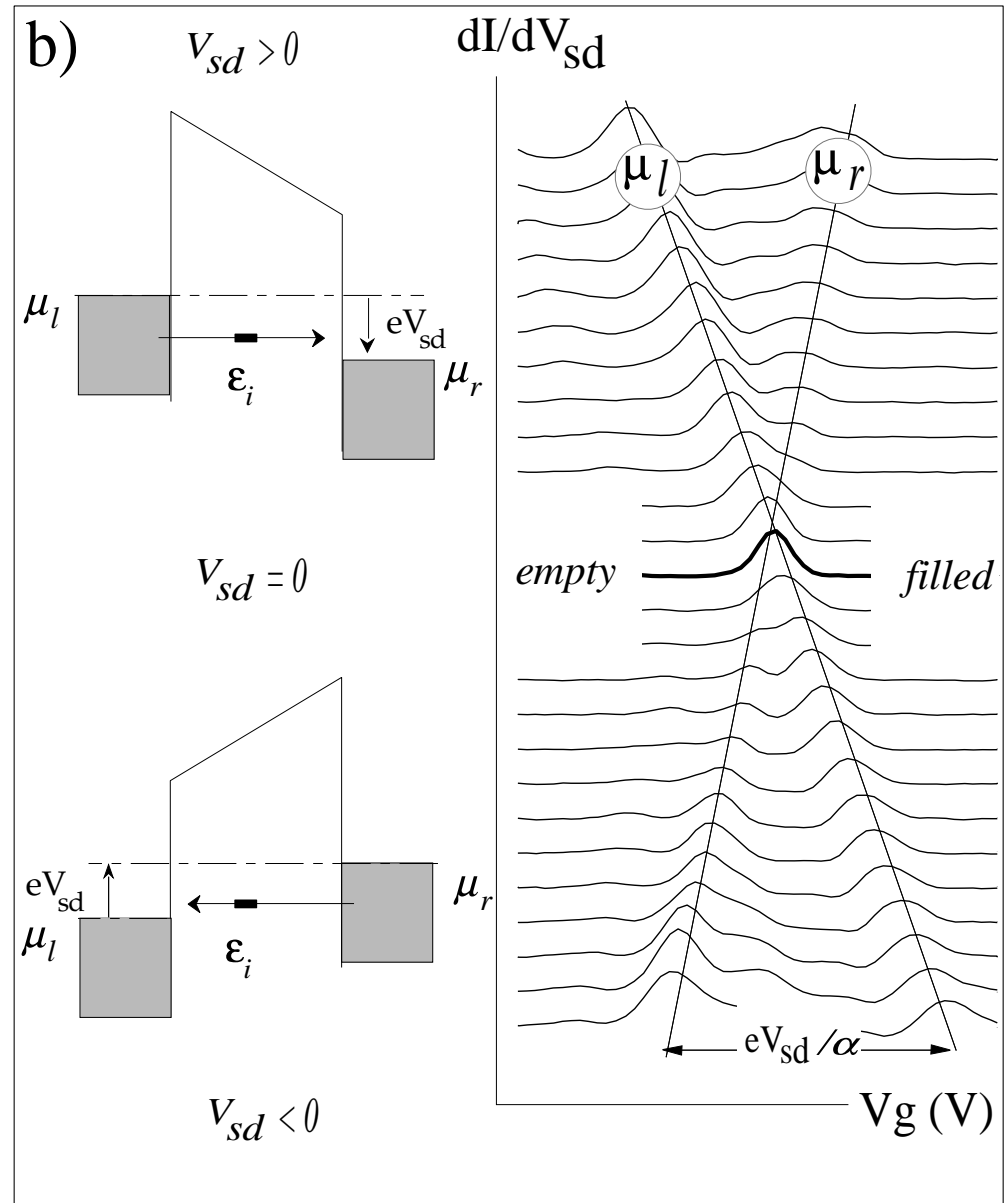 b)
V_sd > 0
μ_l
eV_sd
μ_r
ε_i
V_sd = 0
eV_sd
μ_l
μ_r
ε_i
V_sd < 0
dI/dV_sd
μ_l
μ_r
empty
filled
eV_sd/α
Vg (V)